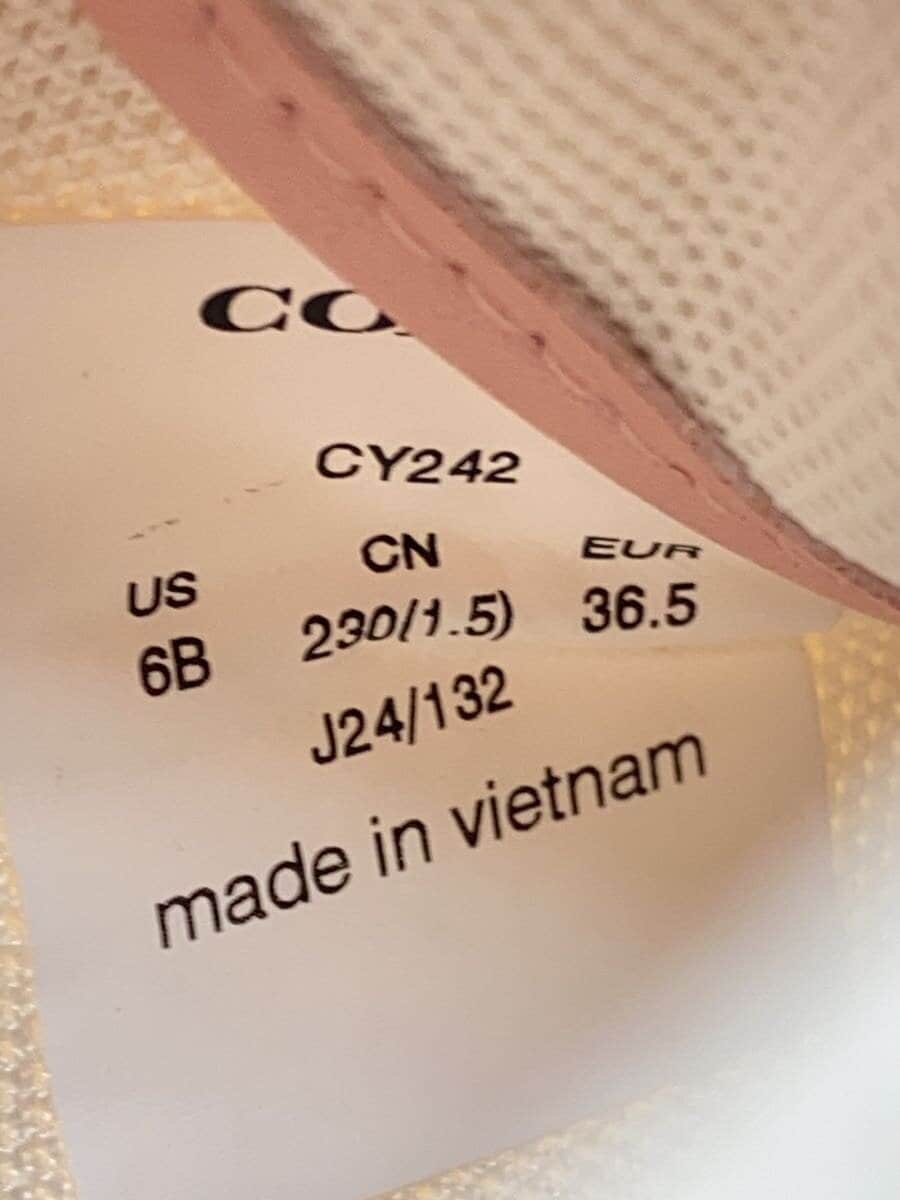 CO
CY242
US CN EUR
6B 230/1.5) 36.5
J24/132
made in vietnam